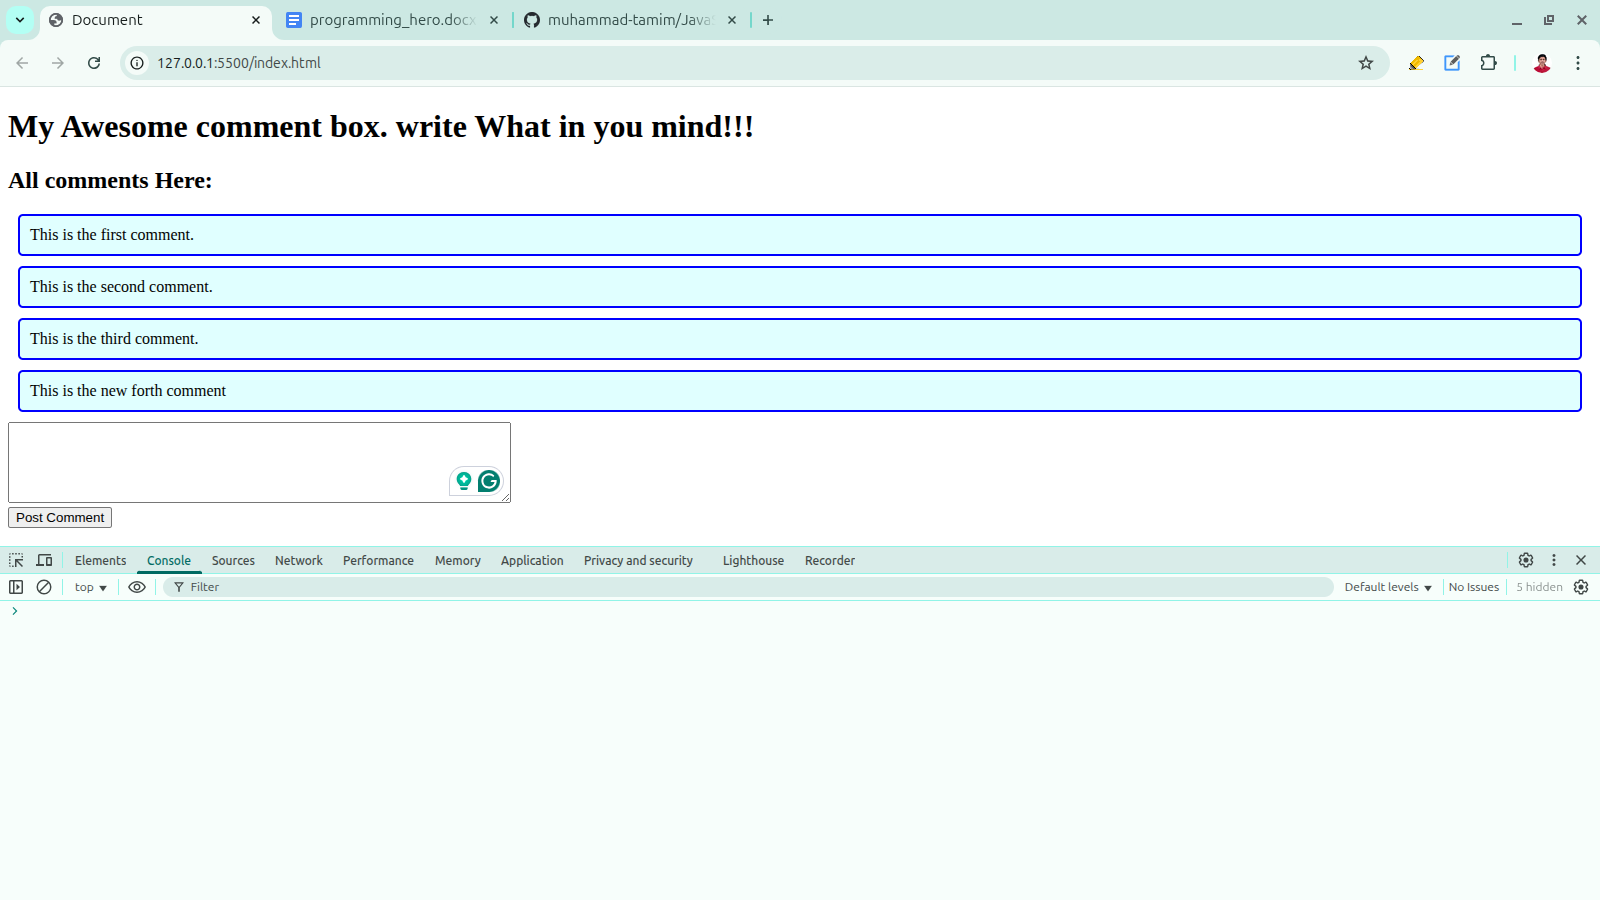 Document
programming_hero.docx
muhammad-tamim/Java
127.0.0.1:5500/index.html
My Awesome comment box. write What in you mind!!!
All comments Here:
This is the first comment.
This is the second comment.
This is the third comment.
This is the new forth comment
Post Comment
Elements Console Sources Network Performance Memory Application Privacy and security Lighthouse Recorder
top Filter Default levels No Issues 5 hidden